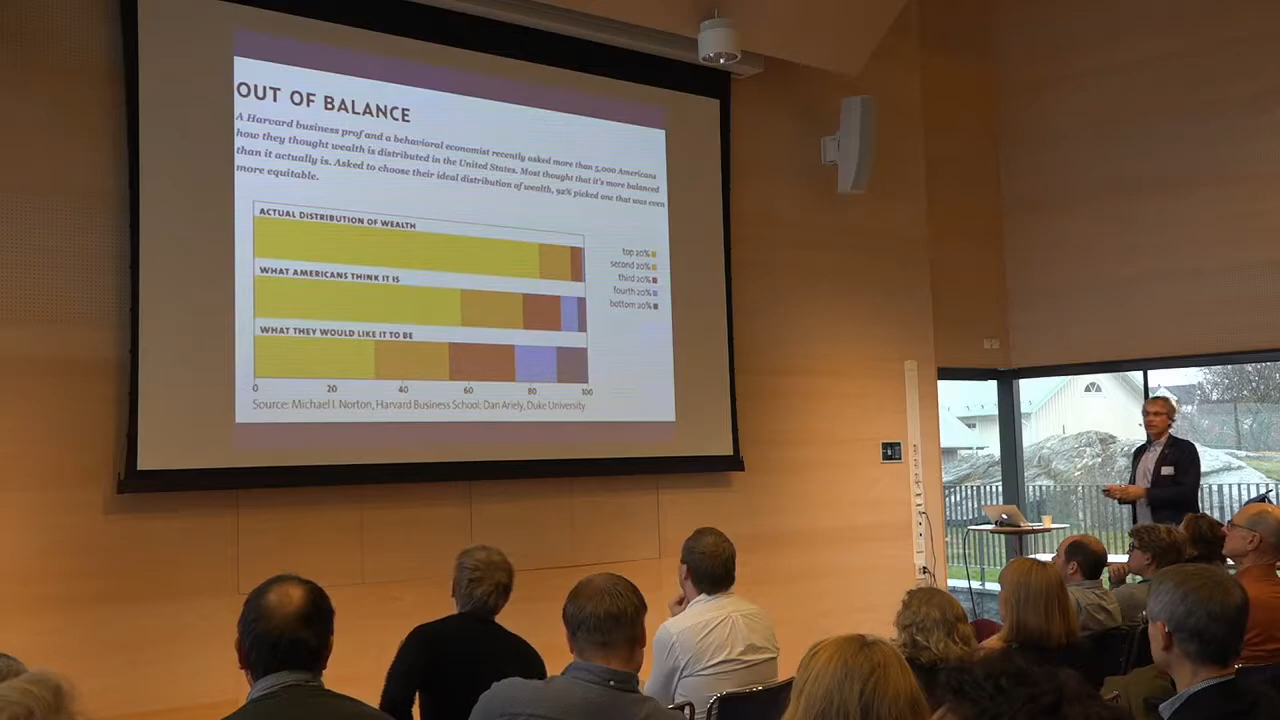 OUT OF BALANCE
A Harvard business prof and a behavioral economist recently asked more than 5,000 Americans
how they thought wealth is distributed in the United States. Most thought that it's more balanced
than it actually is. Asked to choose their ideal distribution of wealth, 92% picked one that was even
more equitable.
ACTUAL DISTRIBUTION OF WEALTH
WHAT AMERICANS THINK IT IS
WHAT THEY WOULD LIKE IT TO BE
top 20%
second 20%
third 20%
fourth 20%
bottom 20%
0 20 40 60 80 100
Source: Michael I. Norton, Harvard Business School; Dan Ariely, Duke University